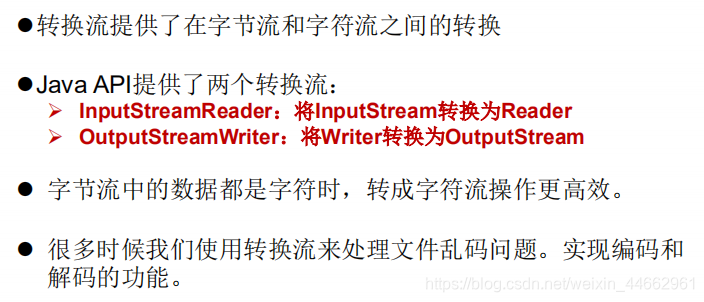 ●转换流提供了在字节流和字符流之间的转换
●Java API提供了两个转换流：
➢ InputStreamReader：将InputStream转换为Reader
➢ OutputStreamWriter：将Writer转换为OutputStream
● 字节流中的数据都是字符时，转成字符流操作更高效。
● 很多时候我们使用转换流来处理文件乱码问题。实现编码和
解码的功能。
https://blog.csdn.net/weixin_44662961